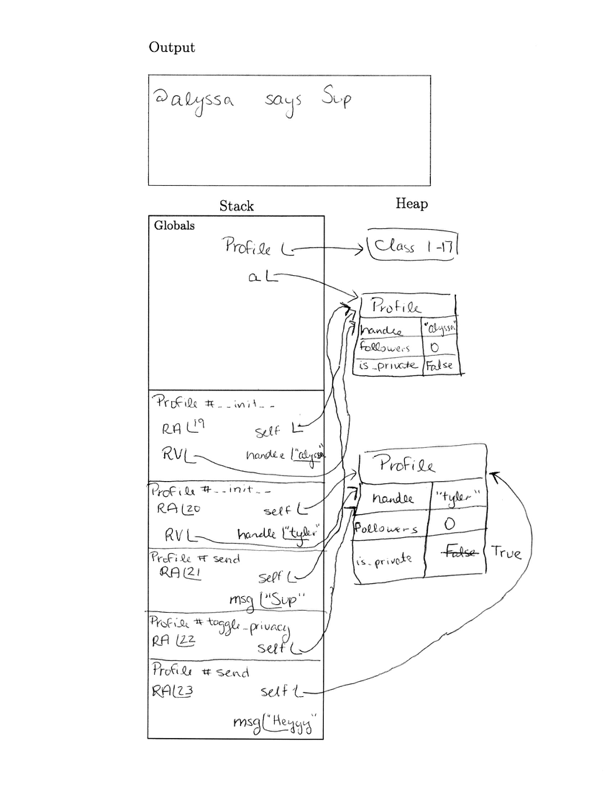 Output
@alyssa says Sup
Stack
Heap
Globals
Profile
Class 1-17
a
Profile
handle "alyssa"
followers 0
is_private False
Profile #__init__
RA 19 self
RV handle "alyssa"
Profile #__init__
RA 20 self
RV handle "tyler"
Profile
handle "tyler"
Followers 0
is_private False True
Profile # send
RA 21 self
msg "Sup"
Profile # toggle_privacy
RA 22 self
Profile # send
RA 23 self
msg "Heyyy"